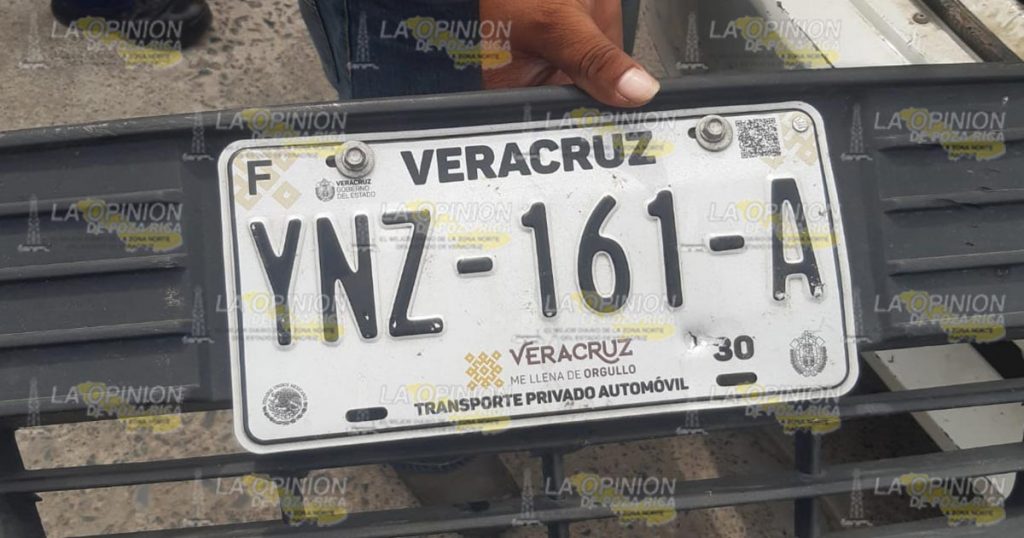 F
VERACRUZ
VERACRUZ
GOBIERNO
DEL ESTADO
YNZ-161-A
VERACRUZ
ME LLENA DE ORGULLO
30
TRANSPORTE PRIVADO AUTOMÓVIL
LA OPINION
DE POZA RICA